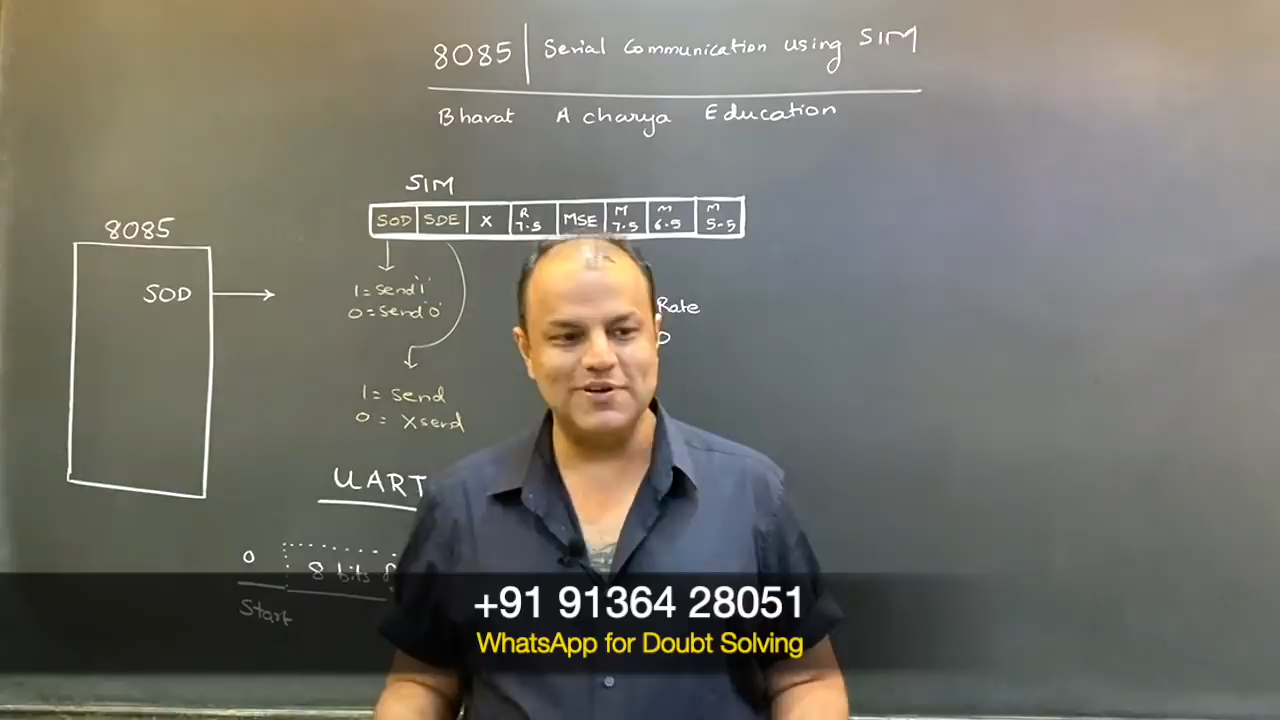 8085 | Serial Communication using SIM
Bharat Acharya Education
SIM
SOD SDE X R 7.5 MSE M 7.5 M 6.5 M 5.5
8085
SOD
1 = Send '1'
0 = Send '0'
Rate
1 = Send
0 = X Send
UART
0
8 bits
Start
+91 91364 28051
WhatsApp for Doubt Solving